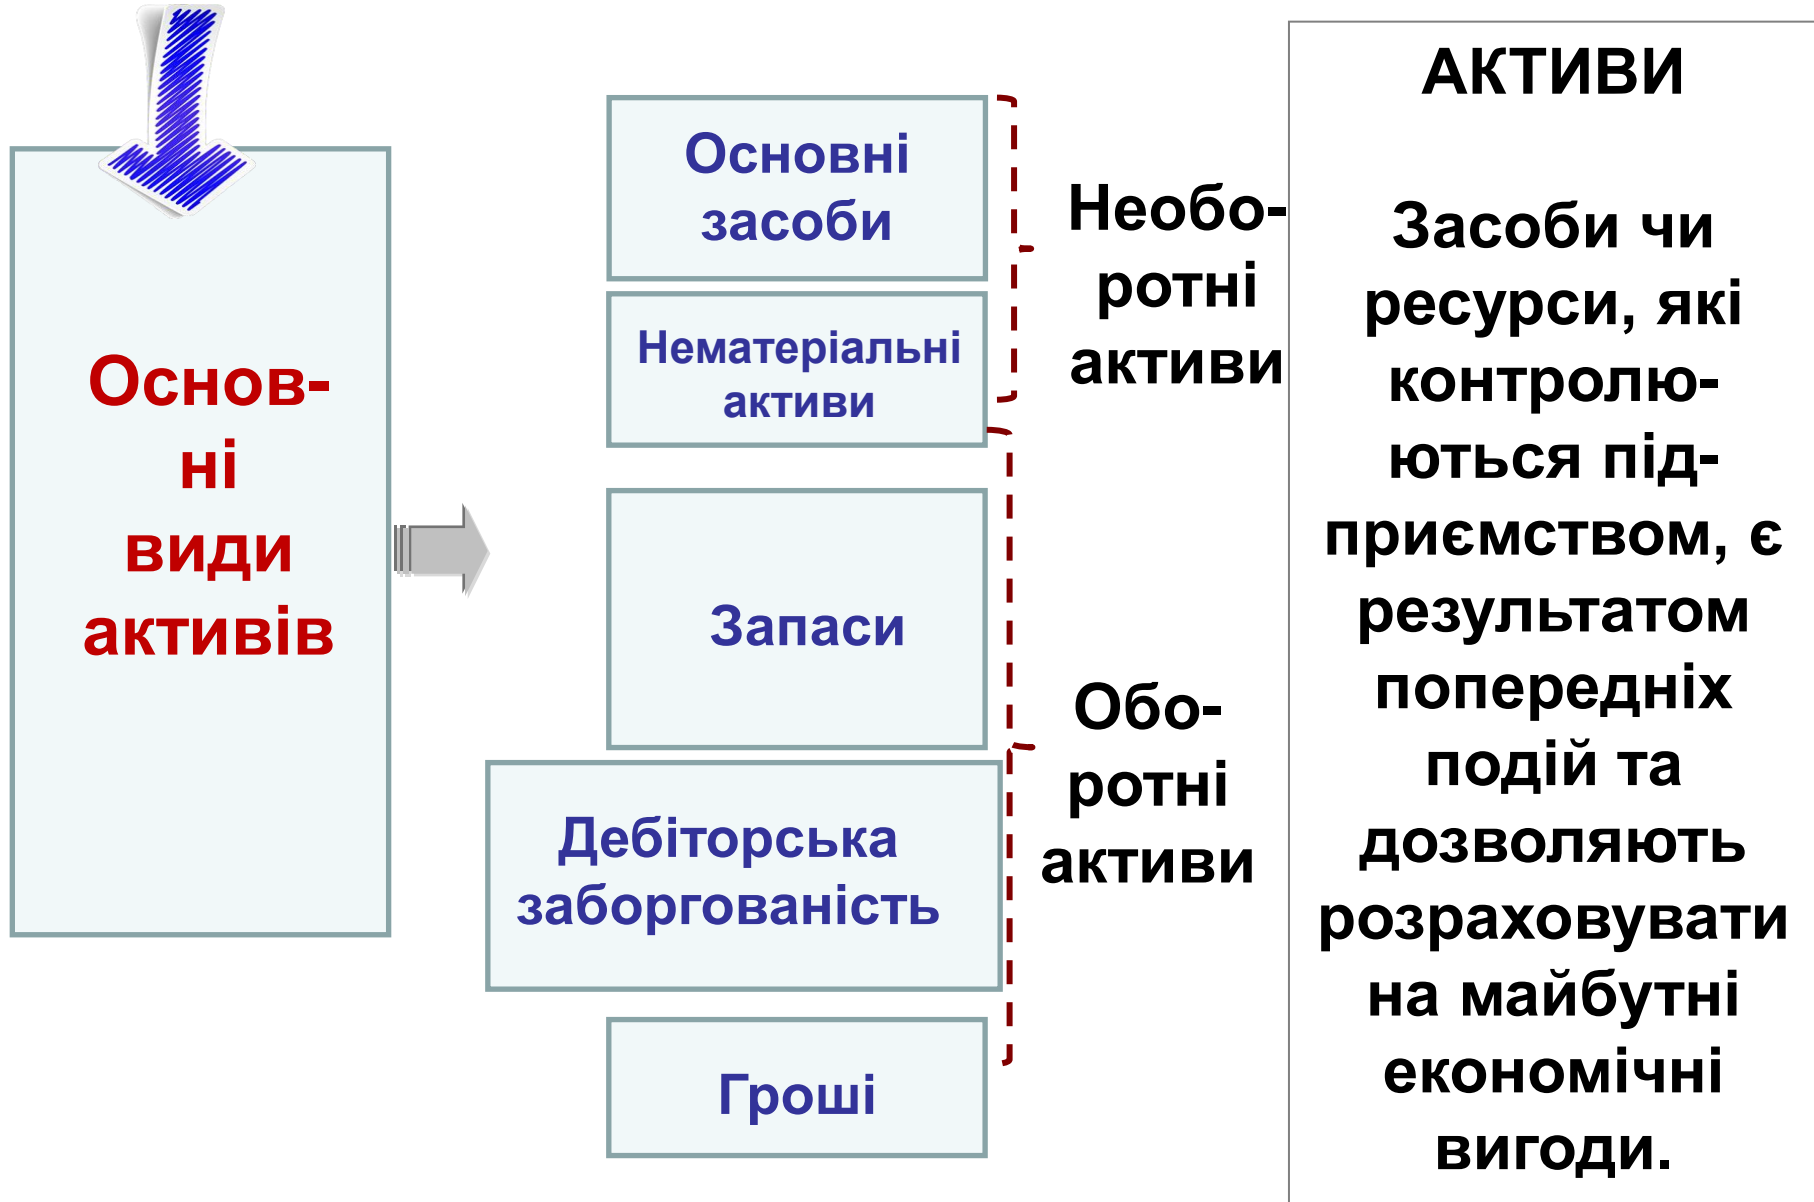 Основ-
ні
види
активів
Основні
засоби
Нематеріальні
активи
Запаси
Дебіторська
заборгованість
Гроші
Необо-
ротні
активи
Обо-
ротні
активи
АКТИВИ
Засоби чи
ресурси, які
контролю-
ються під-
приємством, є
результатом
попередніх
подій та
дозволяють
розраховувати
на майбутні
економічні
вигоди.